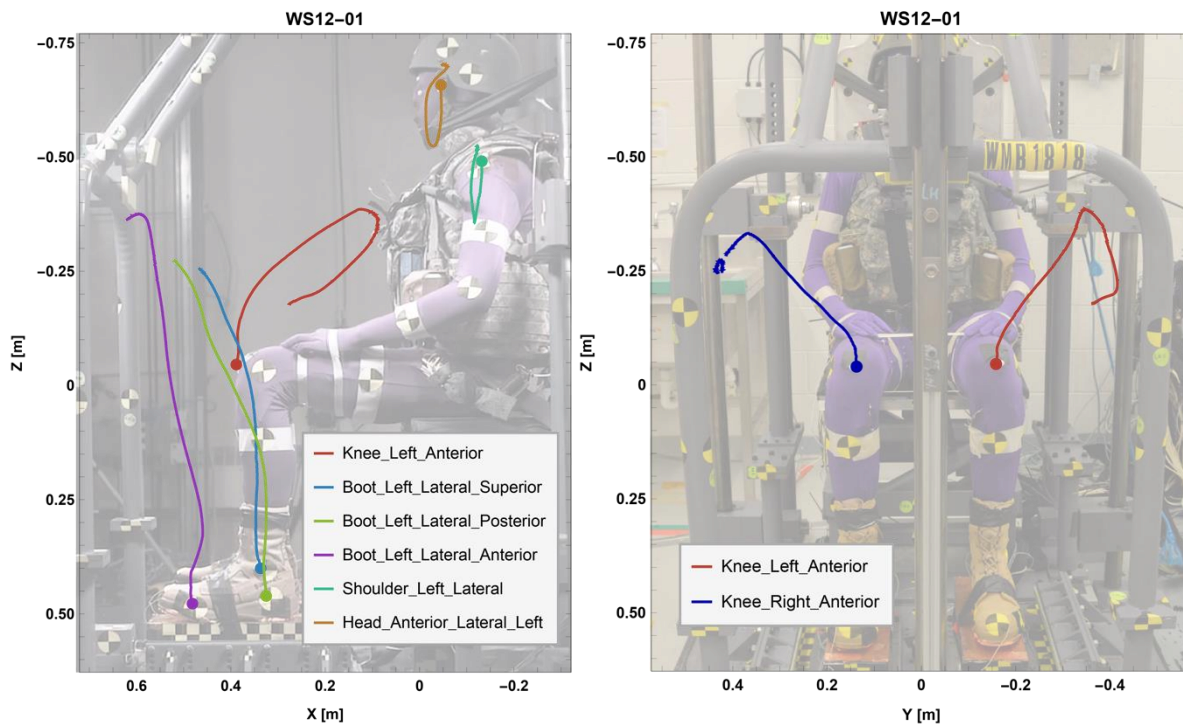 WS12−01
−0.75
−0.50
−0.25
0
0.25
0.50
Z [m]
0.6
0.4
0.2
0
−0.2
X [m]
Knee_Left_Anterior
Boot_Left_Lateral_Superior
Boot_Left_Lateral_Posterior
Boot_Left_Lateral_Anterior
Shoulder_Left_Lateral
Head_Anterior_Lateral_Left
WS12−01
−0.75
−0.50
−0.25
0
0.25
0.50
Z [m]
0.4
0.2
0
−0.2
−0.4
Y [m]
WMB1818
LH
Knee_Left_Anterior
Knee_Right_Anterior